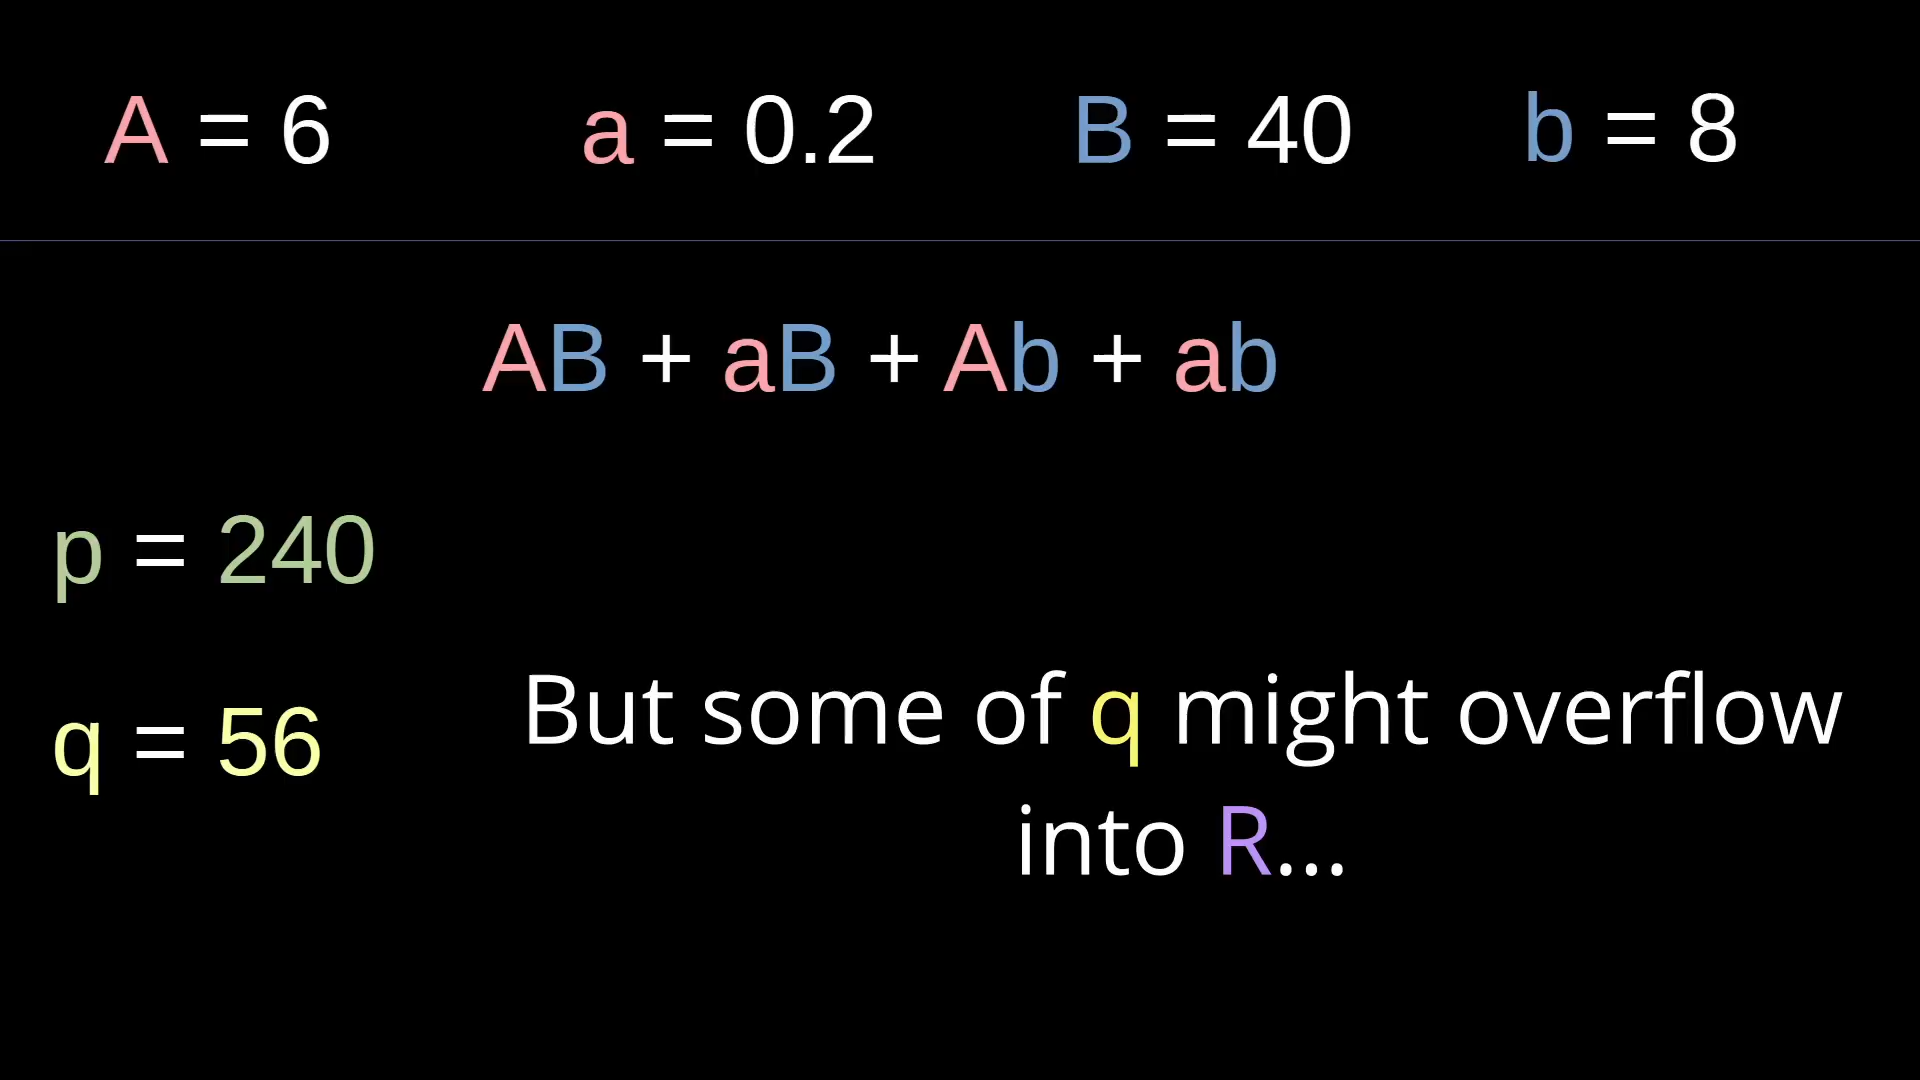 A = 6 a = 0.2 B = 40 b = 8
AB + aB + Ab + ab
p = 240
q = 56
But some of q might overflow
into R...